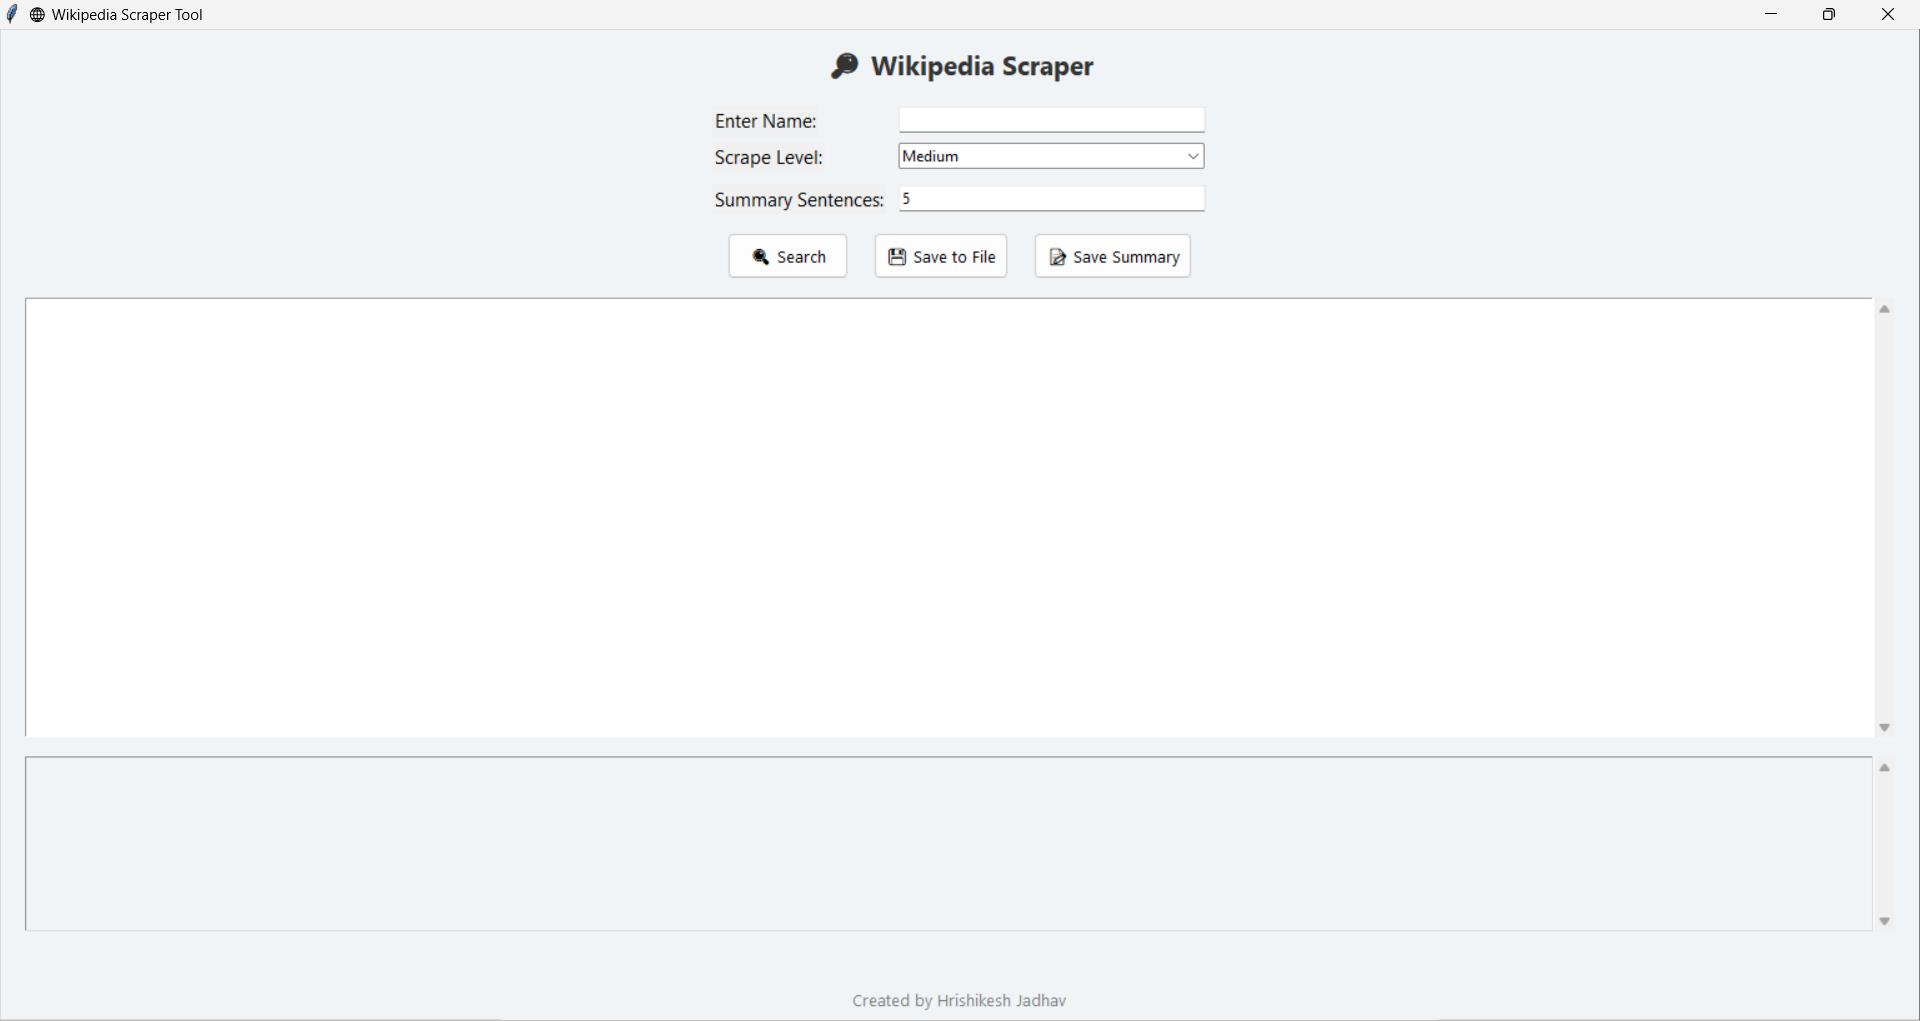 Wikipedia Scraper Tool
Wikipedia Scraper
Enter Name:
Scrape Level: Medium
Summary Sentences: 5
Search Save to File Save Summary
Created by Hrishikesh Jadhav